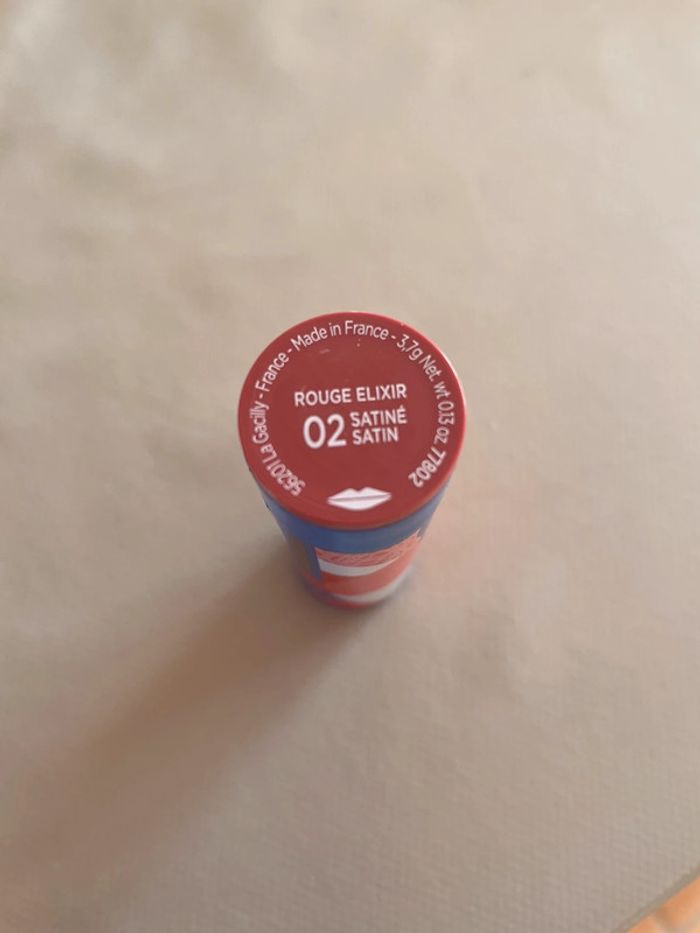 56201 La Gacilly - France - Made in France - 3,7g Net wt 0.13 oz. 77802
ROUGE ELIXIR
02 SATINÉ
SATIN